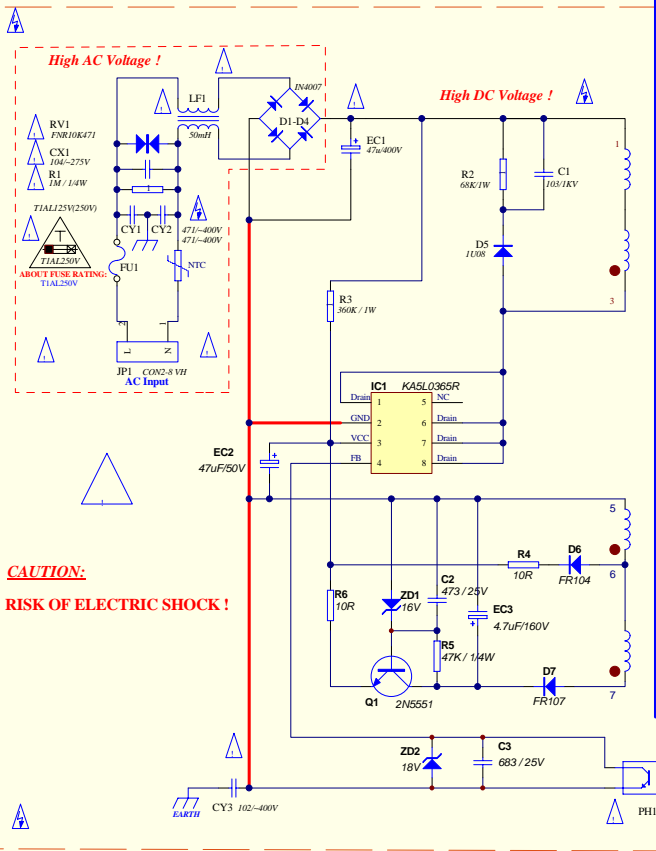 High AC Voltage !
High DC Voltage !
LF1
50mH
IN4007
D1-D4
EC1
47u/400V
RV1
FNR10K471
CX1
104/~275V
R1
1M / 1/4W
R2
68K/1W
C1
103/1KV
1
T1AL125V(250V)
T
T1AL250V
ABOUT FUSE RATING:
T1AL250V
CY1
CY2
471/~400V
471/~400V
FU1
NTC
D5
1U08
3
R3
360K / 1W
2
1
L
N
JP1
CON2-8 VH
AC Input
IC1
KA5L0365R
Drain
1
5
NC
GND
2
6
Drain
VCC
3
7
Drain
FB
4
8
Drain
EC2
47uF/50V
5
R4
10R
D6
FR104
6
CAUTION:
RISK OF ELECTRIC SHOCK !
R6
10R
ZD1
16V
C2
473 / 25V
EC3
4.7uF/160V
R5
47K / 1/4W
Q1
2N5551
D7
FR107
7
ZD2
18V
C3
683 / 25V
EARTH
CY3
102/~400V
PH1